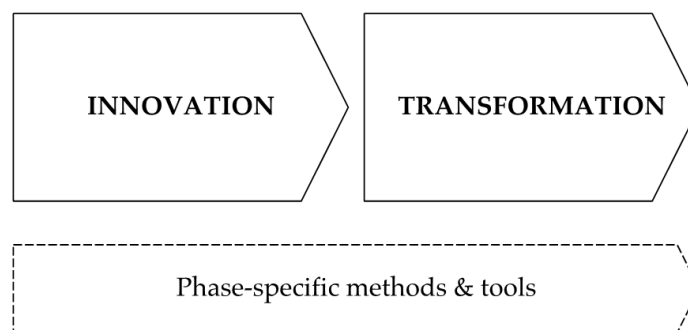 INNOVATION
TRANSFORMATION
Phase-specific methods & tools